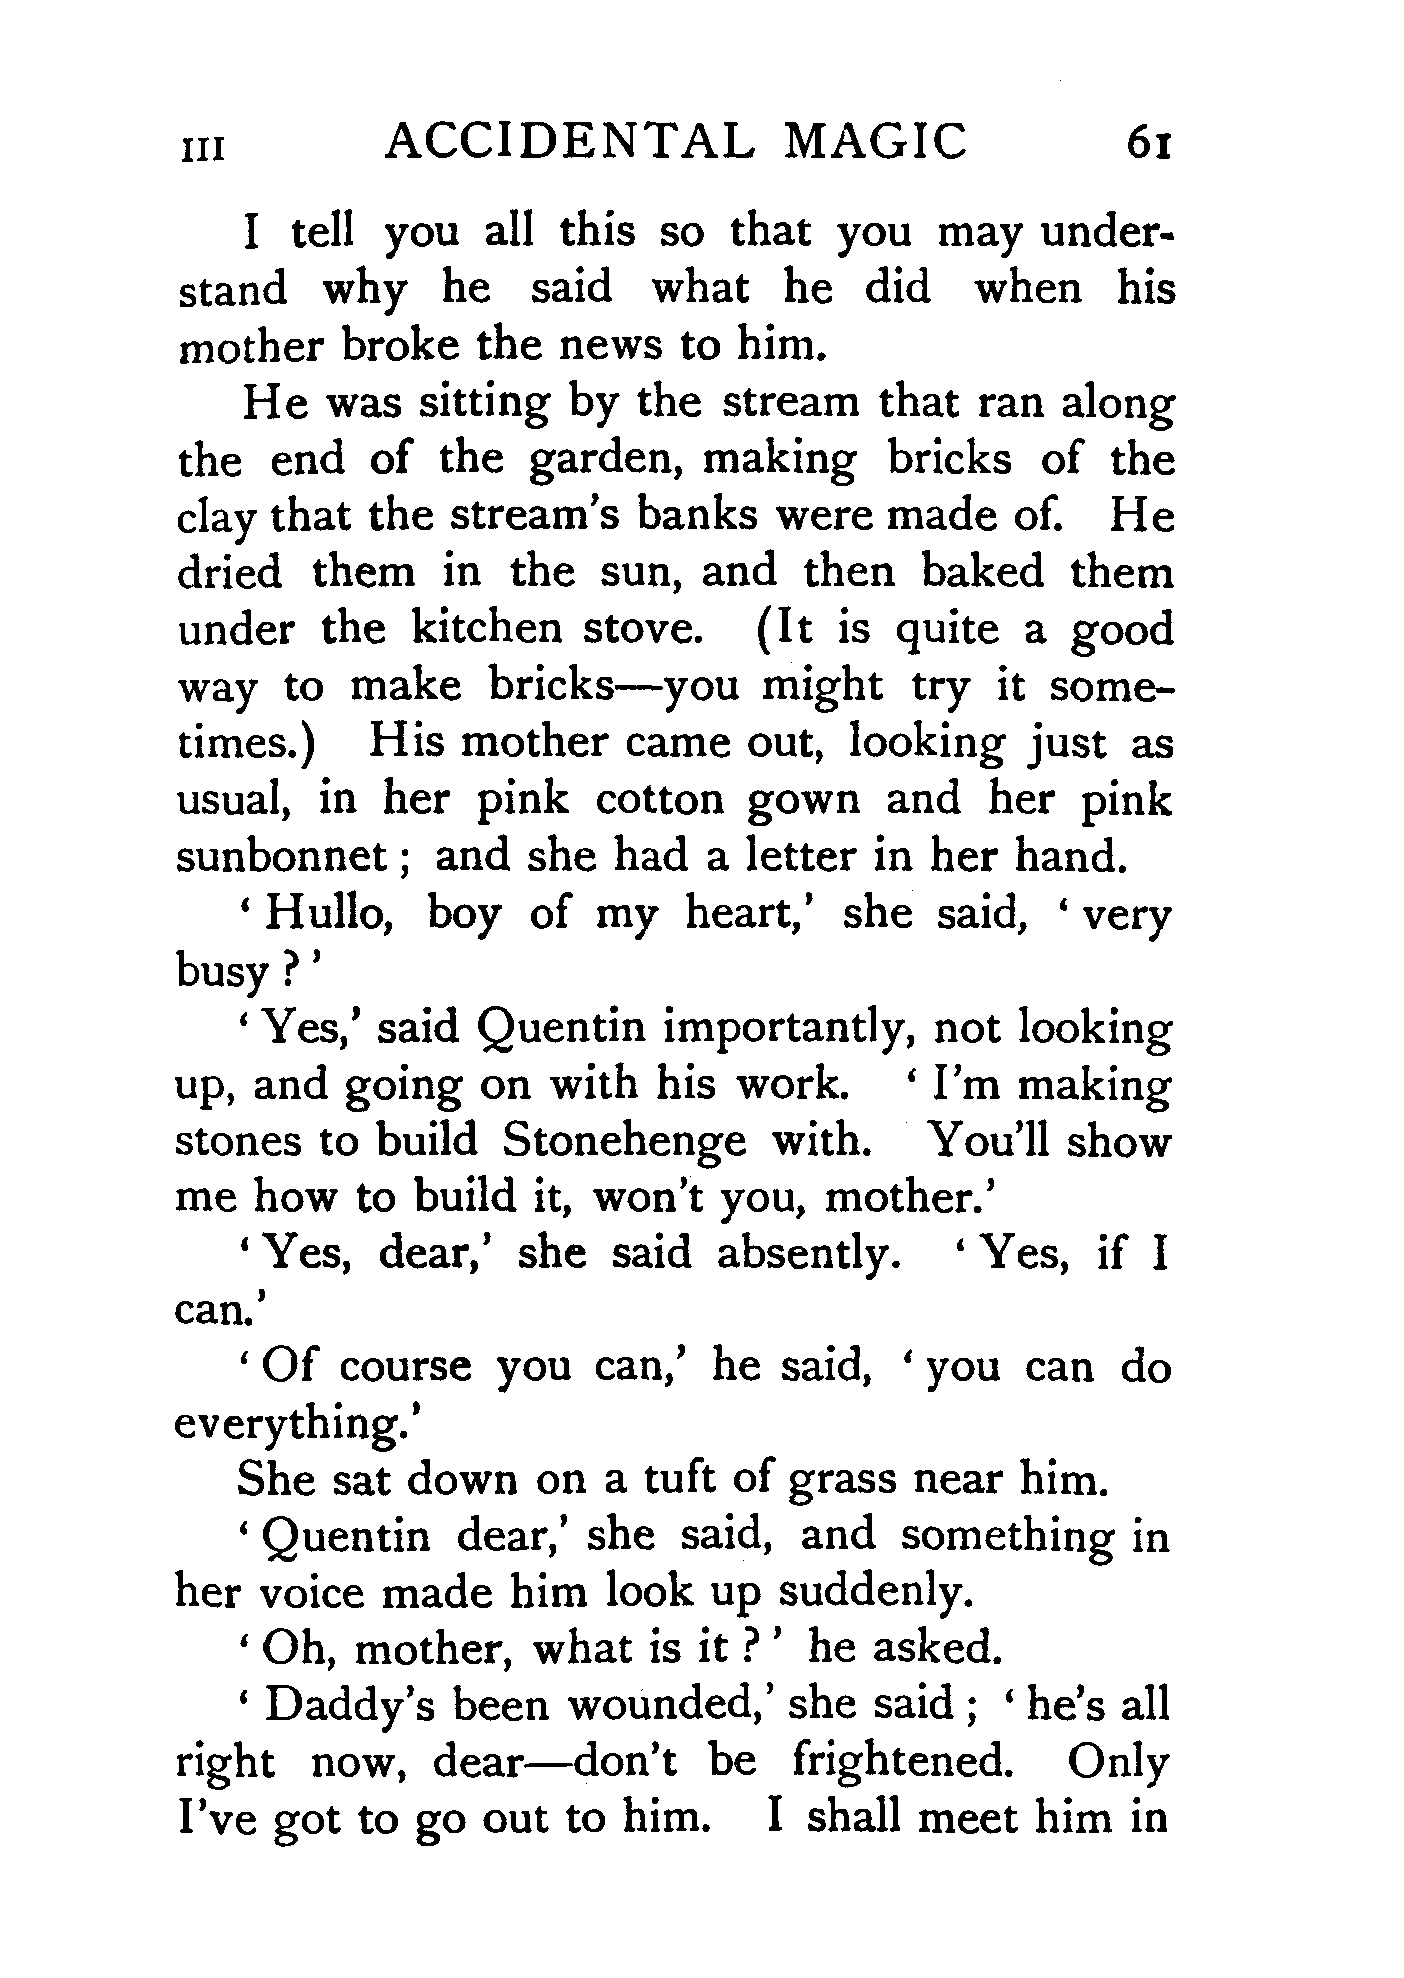 III ACCIDENTAL MAGIC 61
I tell you all this so that you may under-
stand why he said what he did when his
mother broke the news to him.
He was sitting by the stream that ran along
the end of the garden, making bricks of the
clay that the stream's banks were made of. He
dried them in the sun, and then baked them
under the kitchen stove. (It is quite a good
way to make bricks—you might try it some-
times.) His mother came out, looking just as
usual, in her pink cotton gown and her pink
sunbonnet ; and she had a letter in her hand.
‘ Hullo, boy of my heart,’ she said, ‘ very
busy ? ’
‘ Yes,’ said Quentin importantly, not looking
up, and going on with his work. ‘ I'm making
stones to build Stonehenge with. You'll show
me how to build it, won't you, mother.’
‘ Yes, dear,’ she said absently. ‘ Yes, if I
can.’
‘ Of course you can,’ he said, ‘ you can do
everything.’
She sat down on a tuft of grass near him.
‘ Quentin dear,’ she said, and something in
her voice made him look up suddenly.
‘ Oh, mother, what is it ? ’ he asked.
‘ Daddy's been wounded,’ she said ; ‘ he's all
right now, dear—don't be frightened. Only
I've got to go out to him. I shall meet him in